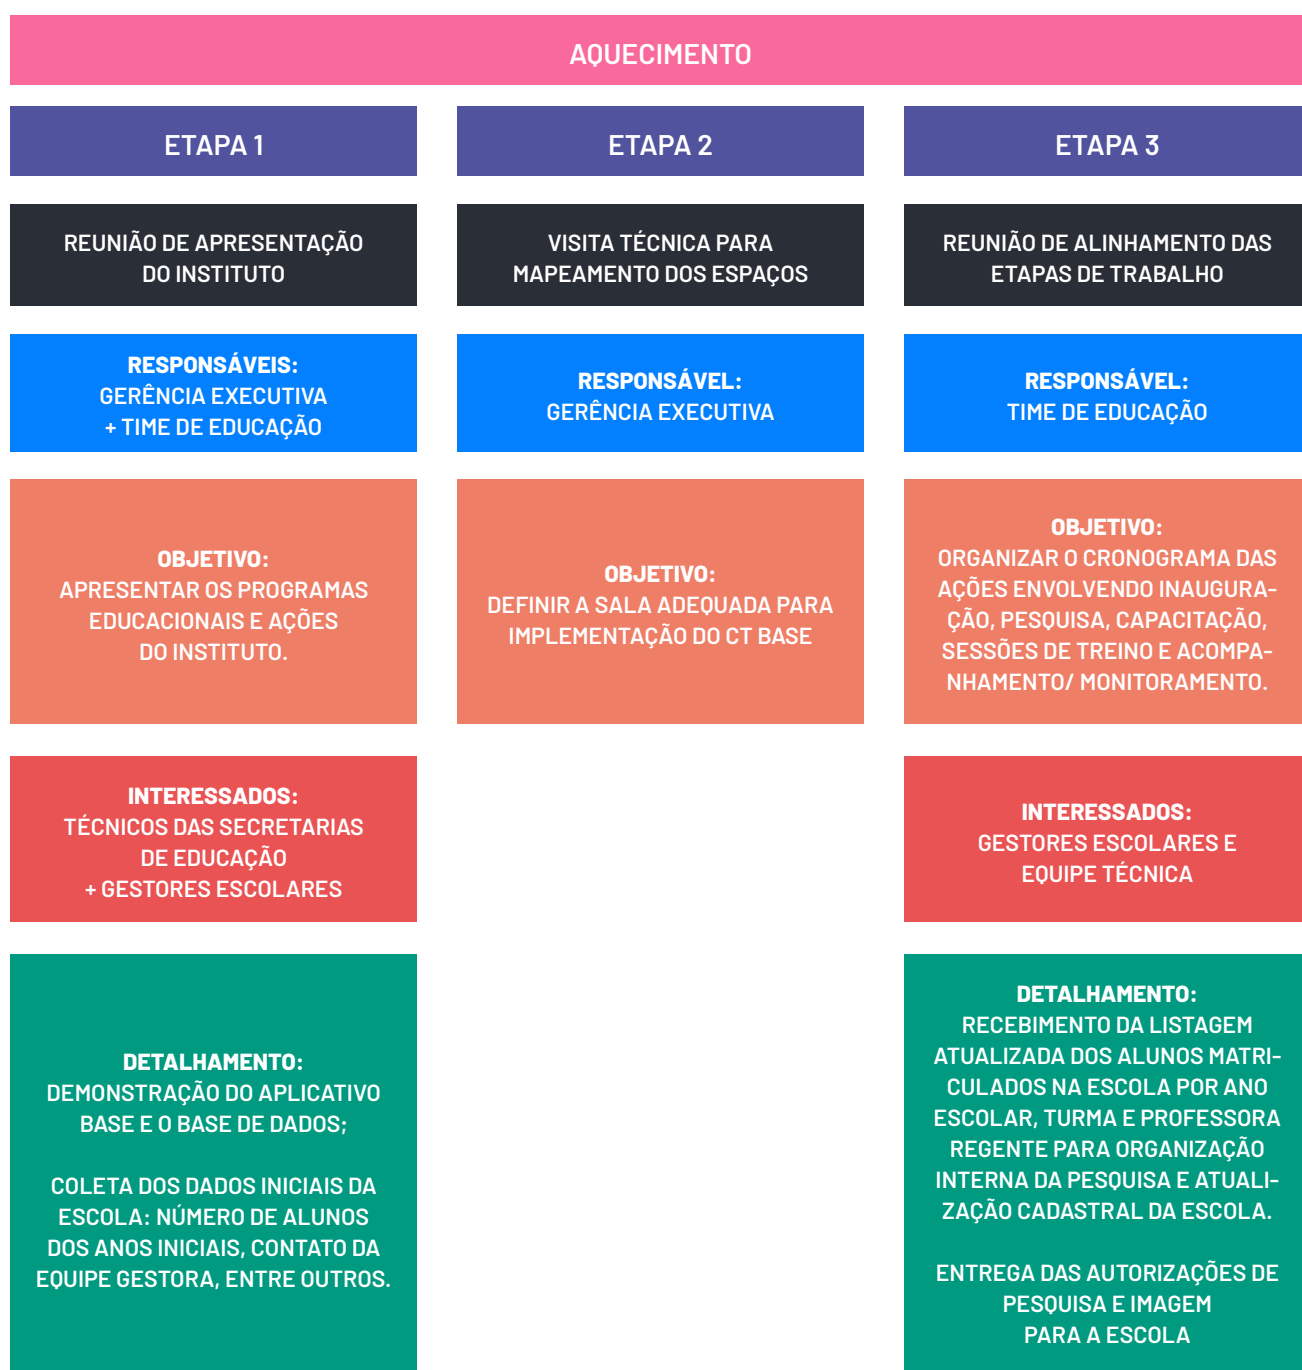 AQUECIMENTO
ETAPA 1
REUNIÃO DE APRESENTAÇÃO
DO INSTITUTO
RESPONSÁVEIS:
GERÊNCIA EXECUTIVA
+ TIME DE EDUCAÇÃO
OBJETIVO:
APRESENTAR OS PROGRAMAS
EDUCACIONAIS E AÇÕES
DO INSTITUTO.
INTERESSADOS:
TÉCNICOS DAS SECRETARIAS
DE EDUCAÇÃO
+ GESTORES ESCOLARES
DETALHAMENTO:
DEMONSTRAÇÃO DO APLICATIVO
BASE E O BASE DE DADOS;
COLETA DOS DADOS INICIAIS DA
ESCOLA: NÚMERO DE ALUNOS
DOS ANOS INICIAIS, CONTATO DA
EQUIPE GESTORA, ENTRE OUTROS.
ETAPA 2
VISITA TÉCNICA PARA
MAPEAMENTO DOS ESPAÇOS
RESPONSÁVEL:
GERÊNCIA EXECUTIVA
OBJETIVO:
DEFINIR A SALA ADEQUADA PARA
IMPLEMENTAÇÃO DO CT BASE
ETAPA 3
REUNIÃO DE ALINHAMENTO DAS
ETAPAS DE TRABALHO
RESPONSÁVEL:
TIME DE EDUCAÇÃO
OBJETIVO:
ORGANIZAR O CRONOGRAMA DAS
AÇÕES ENVOLVENDO INAUGURA-
ÇÃO, PESQUISA, CAPACITAÇÃO,
SESSÕES DE TREINO E ACOMPA-
NHAMENTO/ MONITORAMENTO.
INTERESSADOS:
GESTORES ESCOLARES E
EQUIPE TÉCNICA
DETALHAMENTO:
RECEBIMENTO DA LISTAGEM
ATUALIZADA DOS ALUNOS MATRI-
CULADOS NA ESCOLA POR ANO
ESCOLAR, TURMA E PROFESSORA
REGENTE PARA ORGANIZAÇÃO
INTERNA DA PESQUISA E ATUALI-
ZAÇÃO CADASTRAL DA ESCOLA.
ENTREGA DAS AUTORIZAÇÕES DE
PESQUISA E IMAGEM
PARA A ESCOLA